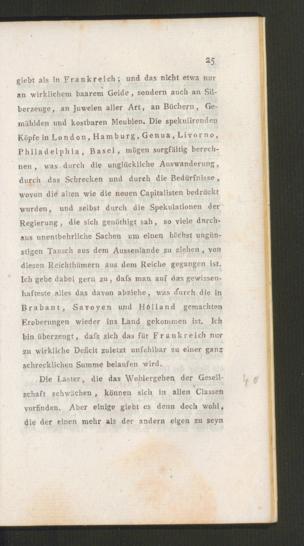 25
giebt als in Frankreich; und das nicht etwa nur
an wirklichem baarem Gelde, sondern auch an Sil-
berzeuge, an Juwelen aller Art, an Büchern, Ge-
mählden und kostbaren Meublen. Die spekulirenden
Köpfe in London, Hamburg, Genua, Livorno,
Philadelphia, Basel, mögen sorgfältig berech-
nen, was durch die unglückliche Auswanderung,
durch das Schrecken und durch die Bedürfnisse,
wovon die alten wie die neuen Capitalisten bedrückt
wurden, und selbst durch die Spekulationen der
Regierung, die sich genöthigt sah, so viele durch-
aus unentbehrliche Sachen um einen höchst ungün-
stigen Tausch aus dem Auslande zu ziehen, von
diesen Reichthümern aus dem Reiche gegangen ist.
Ich gebe dabei gern zu, daſs man auf das gewissen-
hafteste alles das davon abziehe, was durch die in
Brabant, Savoyen und Holland gemachten
Eroberungen wieder ins Land gekommen ist. Ich
bin überzeugt, daſs sich das für Frankreich nur
zu wirkliche Deficit zuletzt unfehlbar zu einer ganz
schrecklichen Summe belaufen wird.
Die Laster, die das Wohlergehen der Gesell-
schaft schwächen, können sich in allen Classen
vorfinden. Aber einige giebt es denn doch wohl,
die der einen mehr als der andern eigen zu seyn